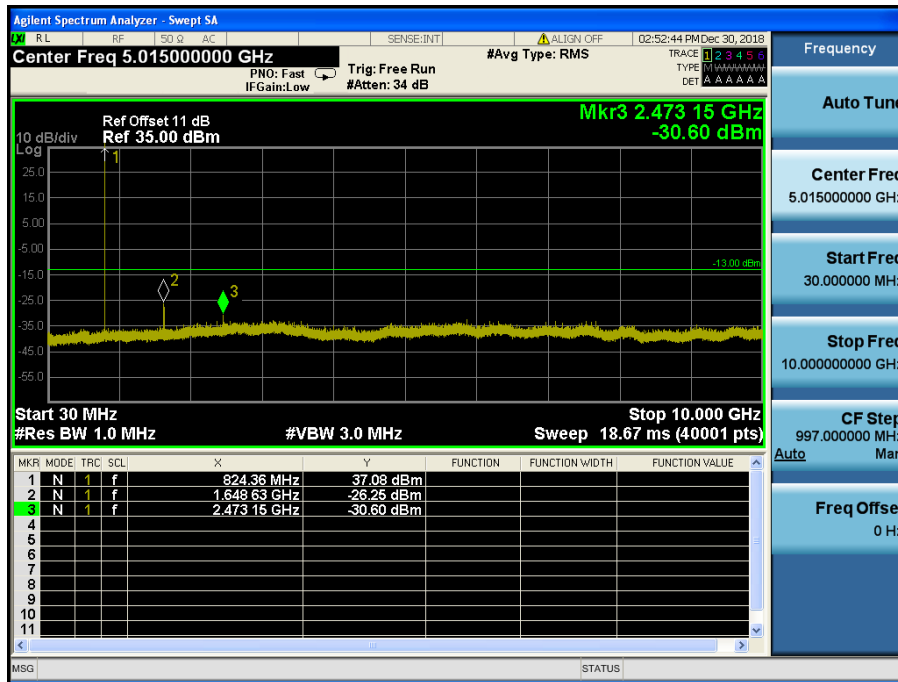 Agilent Spectrum Analyzer - Swept SA
LXI RL RF 50 Ω AC SENSE:INT ALIGN OFF 02:52:44 PM Dec 30, 2018
Center Freq 5.015000000 GHz #Avg Type: RMS TRACE 1 2 3 4 5 6
PNO: Fast Trig: Free Run TYPE M WWWWW
IFGain:Low #Atten: 34 dB DET A A A A A A
Mkr3 2.473 15 GHz
-30.60 dBm
Ref Offset 11 dB
10 dB/div Ref 35.00 dBm
Log
1
25.0
15.0
5.00
-5.00
-13.00 dBm
-15.0
2
3
-25.0
-35.0
-45.0
-55.0
Start 30 MHz Stop 10.000 GHz
#Res BW 1.0 MHz #VBW 3.0 MHz Sweep 18.67 ms (40001 pts)
MKR MODE TRC SCL X Y FUNCTION FUNCTION WIDTH FUNCTION VALUE
1 N 1 f 824.36 MHz 37.08 dBm
2 N 1 f 1.648 63 GHz -26.25 dBm
3 N 1 f 2.473 15 GHz -30.60 dBm
4
5
6
7
8
9
10
11
MSG STATUS
Frequency
Auto Tune
Center Freq
5.015000000 GHz
Start Freq
30.000000 MHz
Stop Freq
10.000000000 GHz
CF Step
997.000000 MHz
Auto Man
Freq Offset
0 Hz